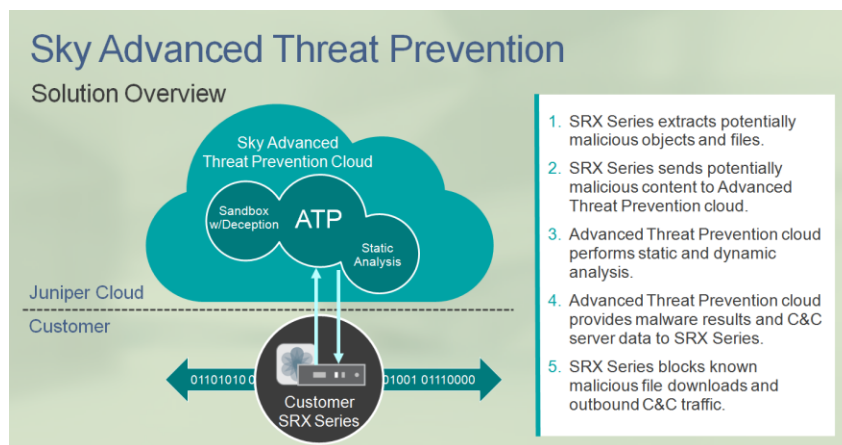 Sky Advanced Threat Prevention
Solution Overview
Sky Advanced
Threat Prevention Cloud
Sandbox
w/Deception
ATP
Static
Analysis
Juniper Cloud
Customer
01101010 0
01001 01110000
Customer
SRX Series
1. SRX Series extracts potentially
malicious objects and files.
2. SRX Series sends potentially
malicious content to Advanced
Threat Prevention cloud.
3. Advanced Threat Prevention cloud
performs static and dynamic
analysis.
4. Advanced Threat Prevention cloud
provides malware results and C&C
server data to SRX Series.
5. SRX Series blocks known
malicious file downloads and
outbound C&C traffic.